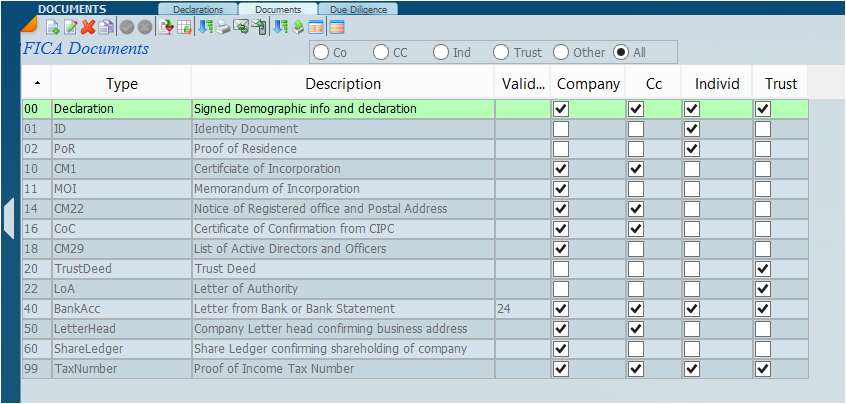 DOCUMENTS Declarations Documents Due Diligence
FICA Documents
Co CC Ind Trust Other All
Type Description Valid... Company Cc Individ Trust
00 Declaration Signed Demographic info and declaration
01 ID Identity Document
02 PoR Proof of Residence
10 CM1 Certifciate of Incorporation
11 MOI Memorandum of Incorporation
14 CM22 Notice of Registered office and Postal Address
16 CoC Certificate of Confirmation from CIPC
18 CM29 List of Active Directors and Officers
20 TrustDeed Trust Deed
22 LoA Letter of Authority
40 BankAcc Letter from Bank or Bank Statement 24
50 LetterHead Company Letter head confirming business address
60 ShareLedger Share Ledger confirming shareholding of company
99 TaxNumber Proof of Income Tax Number